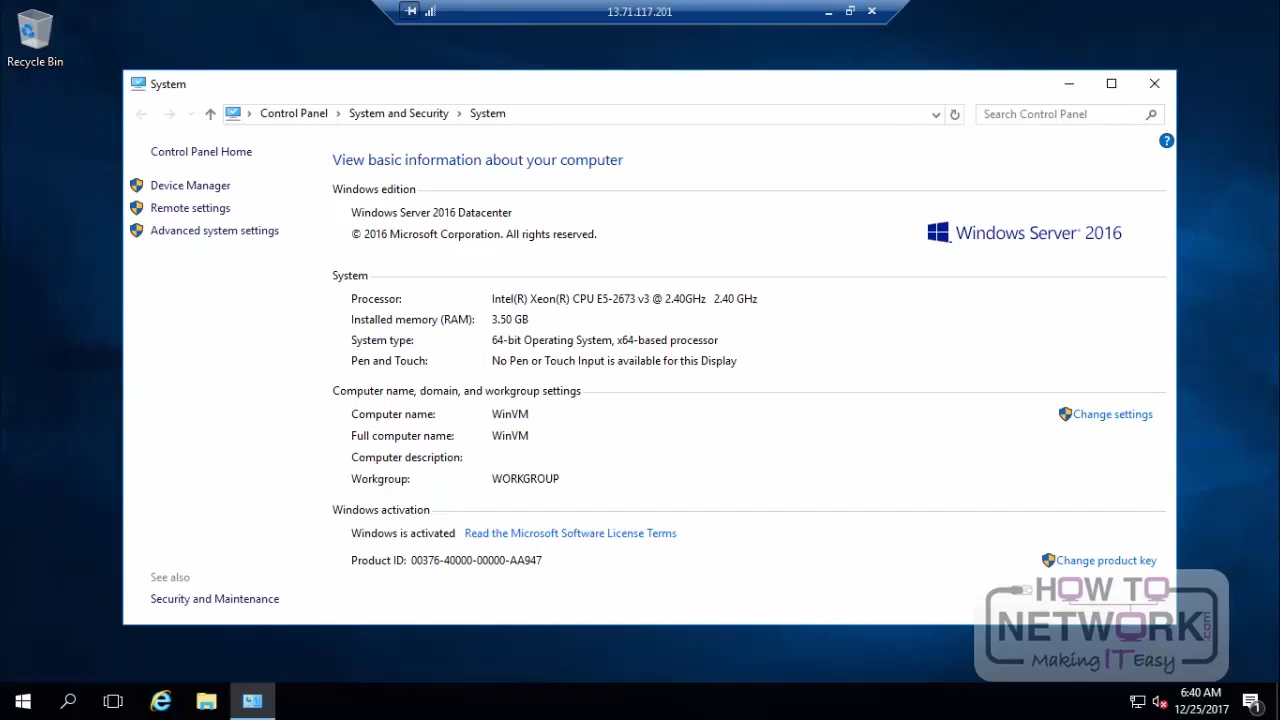 13.71.117.201
Recycle Bin
System
Control Panel > System and Security > System
Search Control Panel
Control Panel Home
Device Manager
Remote settings
Advanced system settings
View basic information about your computer
Windows edition
Windows Server 2016 Datacenter
© 2016 Microsoft Corporation. All rights reserved.
Windows Server® 2016
System
Processor: Intel(R) Xeon(R) CPU E5-2673 v3 @ 2.40GHz 2.40 GHz
Installed memory (RAM): 3.50 GB
System type: 64-bit Operating System, x64-based processor
Pen and Touch: No Pen or Touch Input is available for this Display
Computer name, domain, and workgroup settings
Computer name: WinVM
Change settings
Full computer name: WinVM
Computer description:
Workgroup: WORKGROUP
Windows activation
Windows is activated Read the Microsoft Software License Terms
Product ID: 00376-40000-00000-AA947
Change product key
See also
Security and Maintenance
HOW TO
NETWORK.com
Making IT Easy
6:40 AM
12/25/2017
1